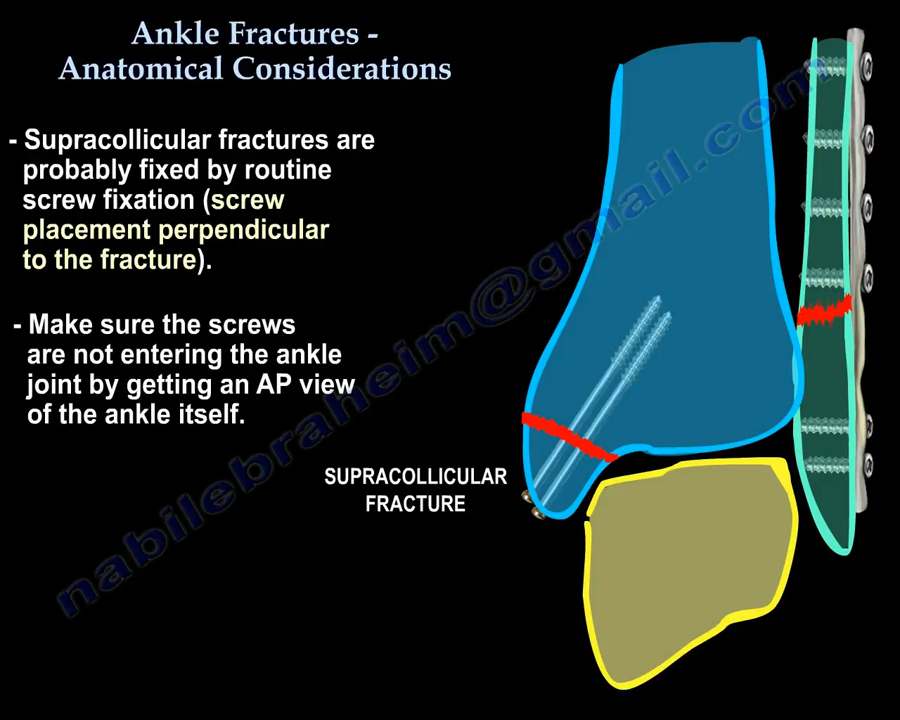 Ankle Fractures -
Anatomical Considerations
- Supracollicular fractures are
probably fixed by routine
screw fixation (screw
placement perpendicular
to the fracture).
- Make sure the screws
are not entering the ankle
joint by getting an AP view
of the ankle itself.
SUPRACOLLICULAR
FRACTURE
nabilebraheim@gmail.com